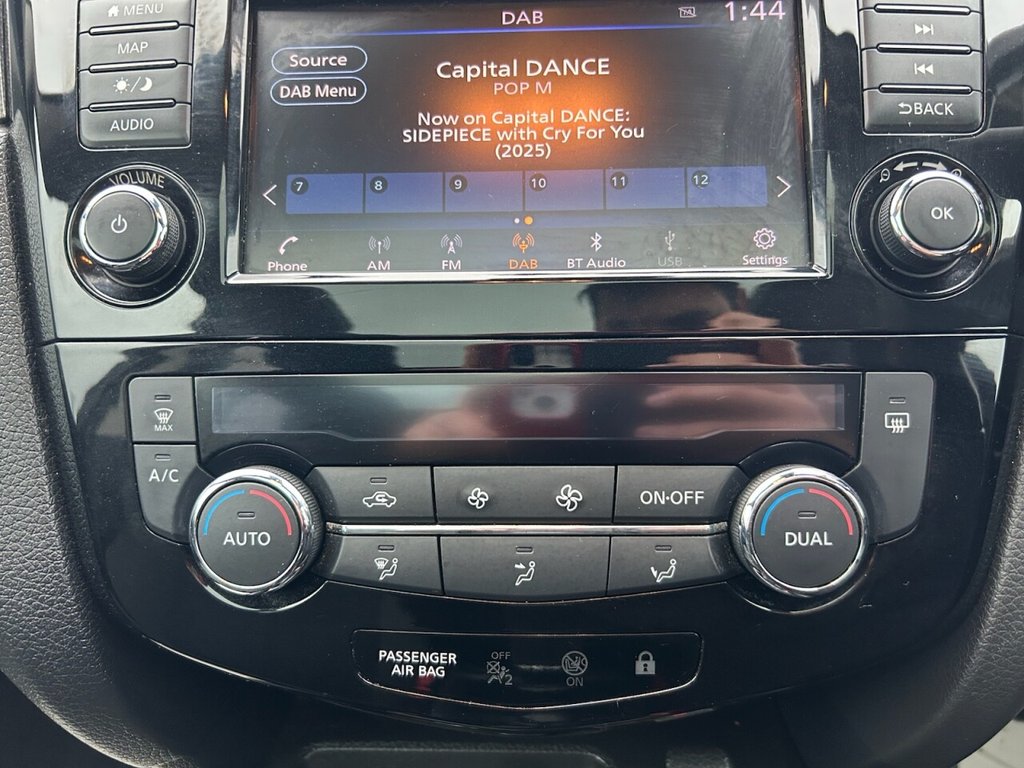 MENU
MAP
AUDIO
VOLUME
DAB
TA
1:44
Source
DAB Menu
Capital DANCE
POP M
Now on Capital DANCE:
SIDEPIECE with Cry For You
(2025)
7 8 9 10 11 12
Phone AM FM DAB BT Audio USB Settings
BACK
OK
MAX
A/C
AUTO
ON·OFF
DUAL
PASSENGER
AIR BAG
OFF
2
ON